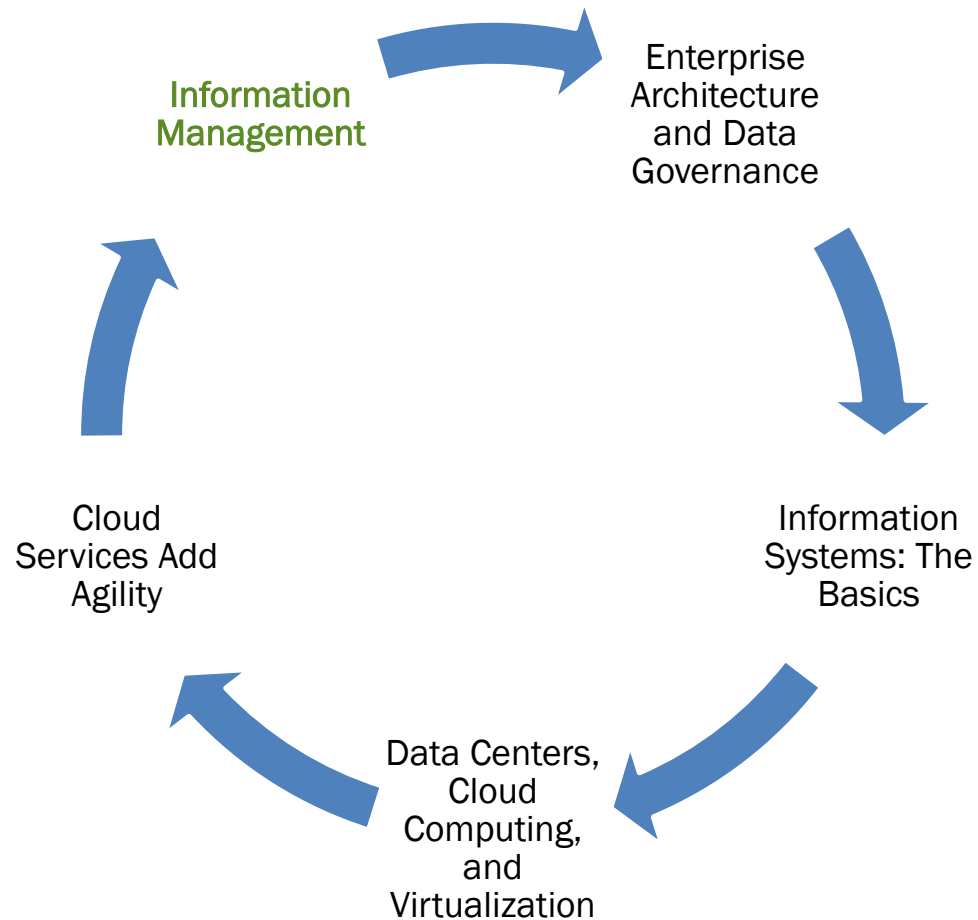 Information
Management
Enterprise
Architecture
and Data
Governance
Information
Systems: The
Basics
Data Centers,
Cloud
Computing,
and
Virtualization
Cloud
Services Add
Agility